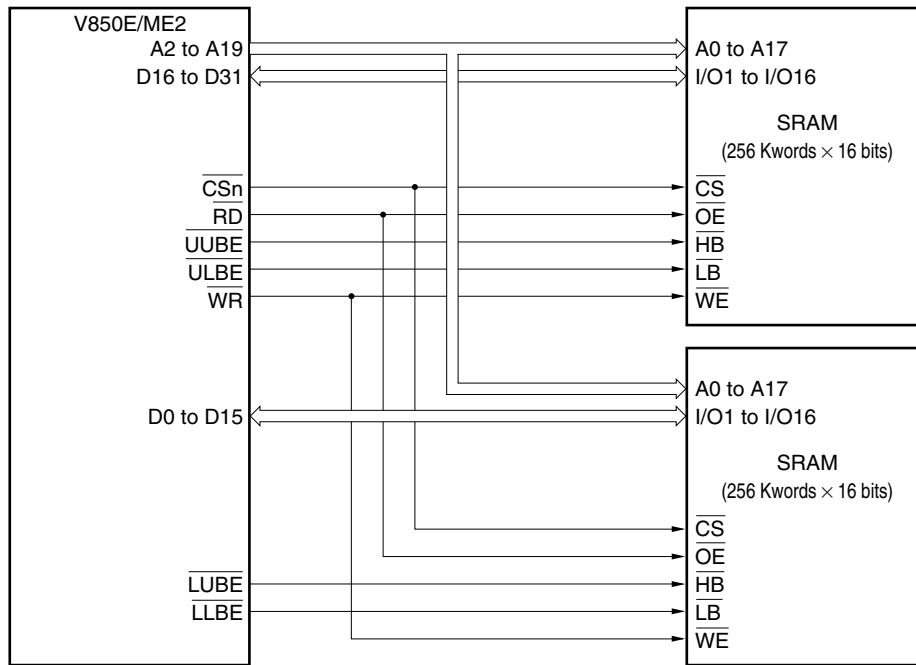 V850E/ME2
A2 to A19
D16 to D31
CSn
RD
UUBE
ULBE
WR
D0 to D15
LUBE
LLBE
A0 to A17
I/O1 to I/O16
SRAM
(256 Kwords × 16 bits)
CS
OE
HB
LB
WE
A0 to A17
I/O1 to I/O16
SRAM
(256 Kwords × 16 bits)
CS
OE
HB
LB
WE